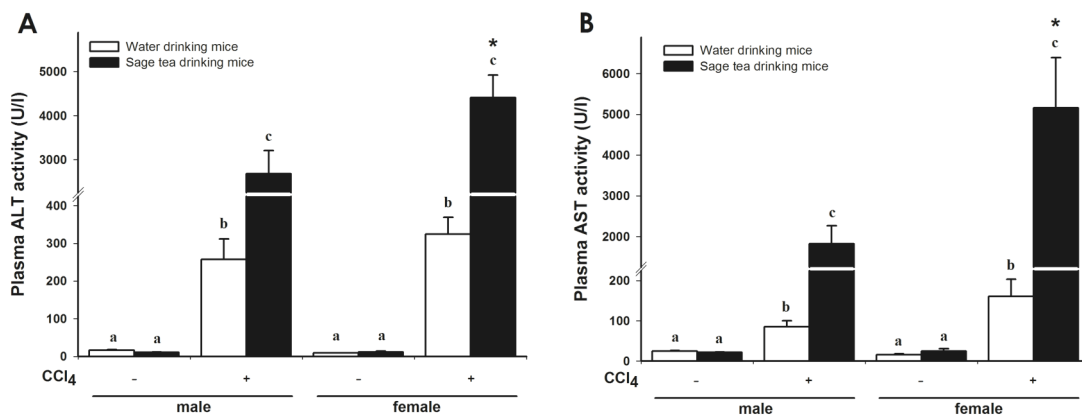 A
Plasma ALT activity (U/I)
Water drinking mice
Sage tea drinking mice
5000
4000
3000
400
300
200
100
0
a
a
b
c
a
a
b
*
c
CCl4
-
+
-
+
male
female
B
Plasma AST activity (U/I)
Water drinking mice
Sage tea drinking mice
6000
5000
4000
3000
2000
200
100
0
a
a
b
c
a
a
b
*
c
CCl4
-
+
-
+
male
female